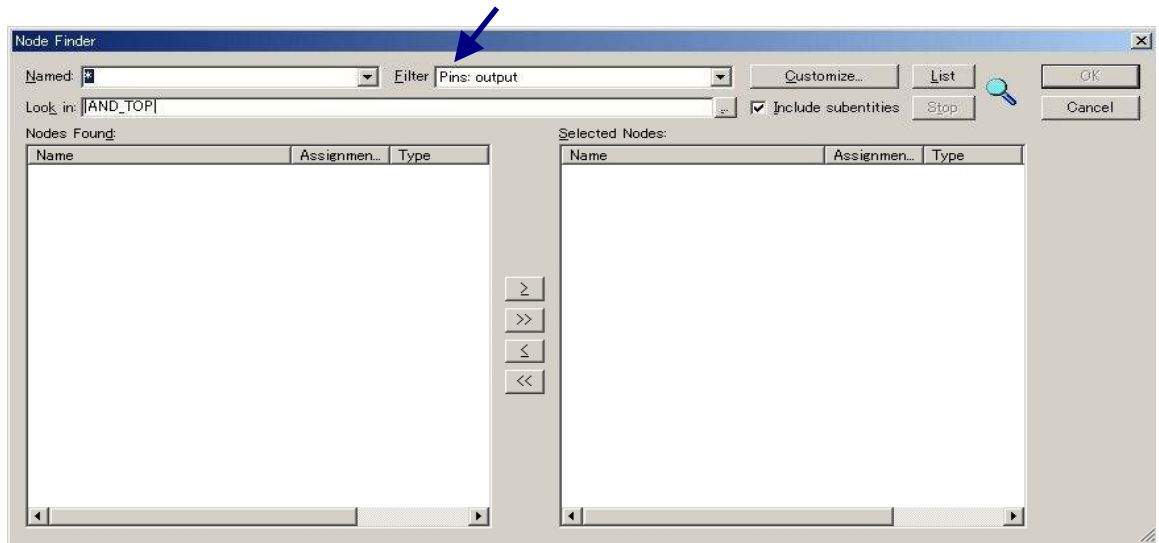 Node Finder
Named: * Filter Pins: output Customize... List OK
Look in: |AND_TOP| ... Include subentities Stop Cancel
Nodes Found: Selected Nodes:
Name Assignmen... Type Name Assignmen... Type
≥
>>
≤
<<